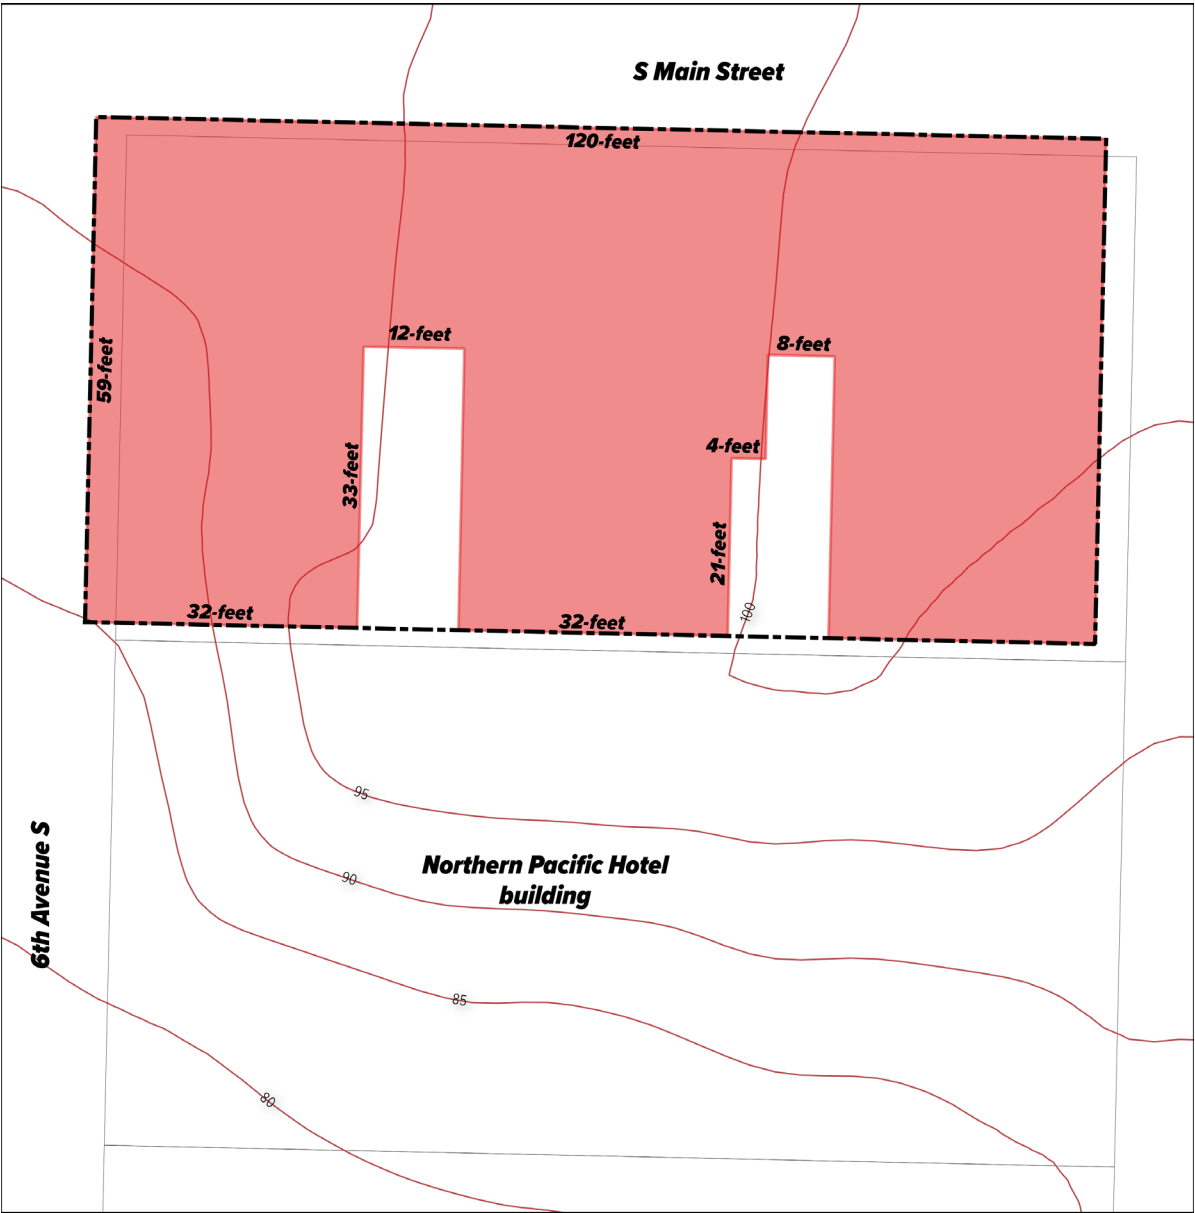 S Main Street
120-feet
12-feet
8-feet
59-feet
4-feet
33-feet
21-feet
32-feet
32-feet
100
95
Northern Pacific Hotel
building
90
6th Avenue S
85
80